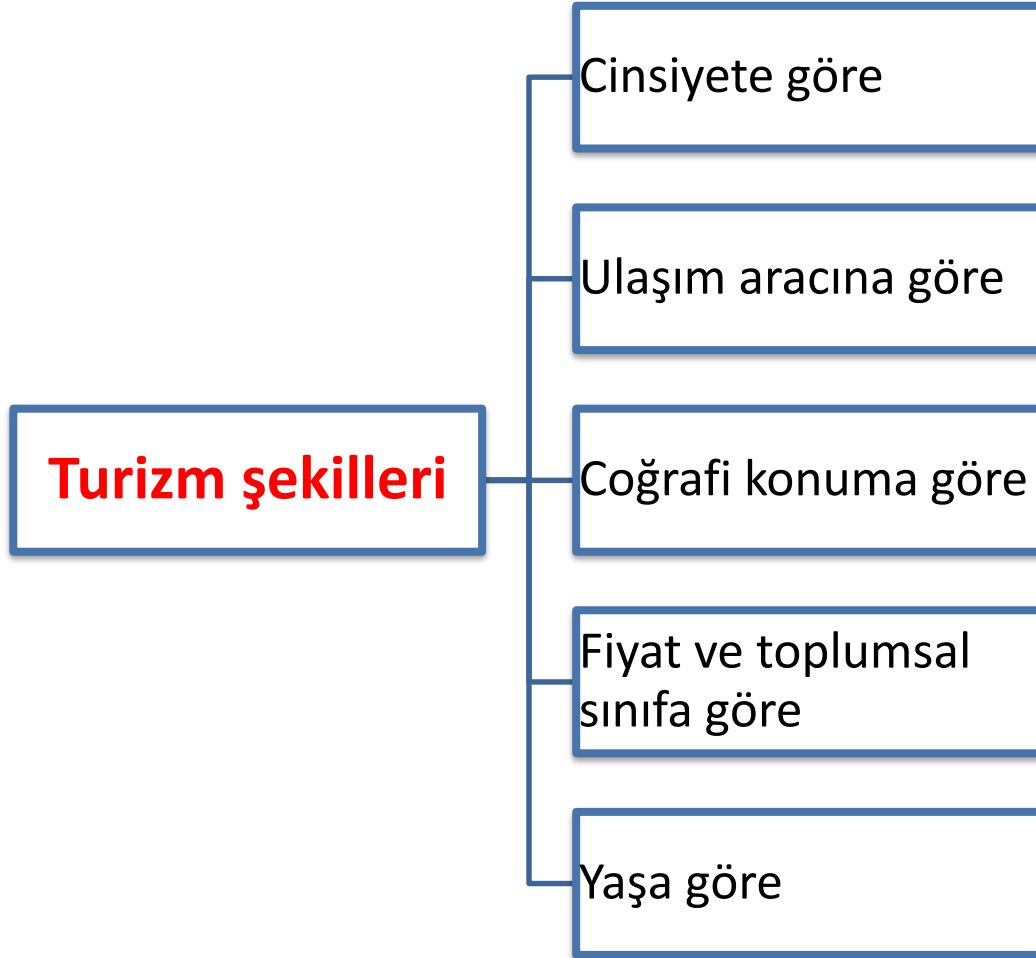 Cinsiyete göre
Ulaşım aracına göre
Turizm şekilleri
Coğrafi konuma göre
Fiyat ve toplumsal
sınıfa göre
Yaşa göre